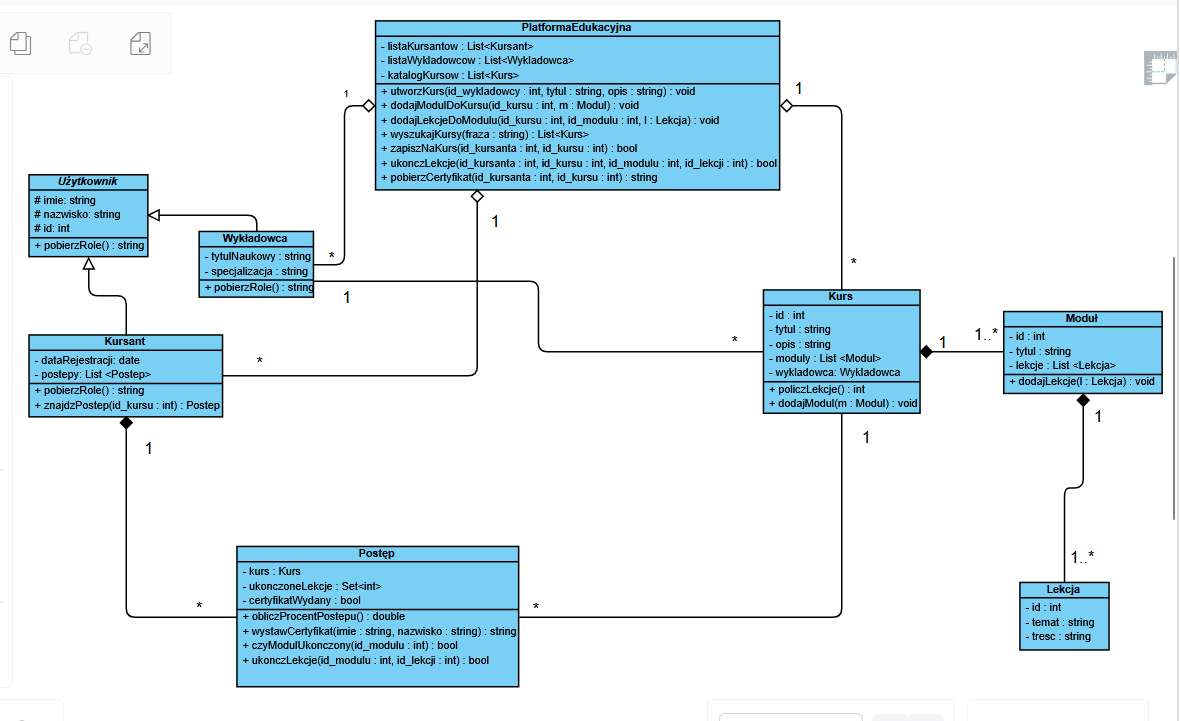 PlatformaEdukacyjna
- listaKursantow : List<Kursant>
- listaWykladowcow : List<Wykladowca>
- katalogKursow : List<Kurs>
+ utworzKurs(id_wykladowcy : int, tytul : string, opis : string) : void
+ dodajModulDoKursu(id_kursu : int, m : Modul) : void
+ dodajLekcjeDoModulu(id_kursu : int, id_modulu : int, l : Lekcja) : void
+ wyszukajKursy(fraza : string) : List<Kurs>
+ zapiszNaKurs(id_kursanta : int, id_kursu : int) : bool
+ ukonczLekcje(id_kursanta : int, id_kursu : int, id_modulu : int, id_lekcji : int) : bool
+ pobierzCertyfikat(id_kursanta : int, id_kursu : int) : string
1
1
1
Użytkownik
# imie: string
# nazwisko: string
# id: int
+ pobierzRole() : string
Wykładowca
- tytulNaukowy : string
- specjalizacja : string
+ pobierzRole() : string
*
1
*
*
Kursant
- dataRejestracji: date
- postepy: List <Postep>
+ pobierzRole() : string
+ znajdzPostep(id_kursu : int) : Postep
*
1
Kurs
- id : int
- tytul : string
- opis : string
- moduly : List <Modul>
- wykladowca: Wykladowca
+ policzLekcje() : int
+ dodajModul(m : Modul) : void
1
1..*
1
Moduł
- id : int
- tytul : string
- lekcje : List <Lekcja>
+ dodajLekcje(l : Lekcja) : void
1
1..*
Lekcja
- id : int
- temat : string
- tresc : string
Postęp
- kurs : Kurs
- ukonczoneLekcje : Set<int>
- certyfikatWydany : bool
+ obliczProcentPostepu() : double
+ wystawCertyfikat(imie : string, nazwisko : string) : string
+ czyModulUkonczony(id_modulu : int) : bool
+ ukonczLekcje(id_modulu : int, id_lekcji : int) : bool
*
*